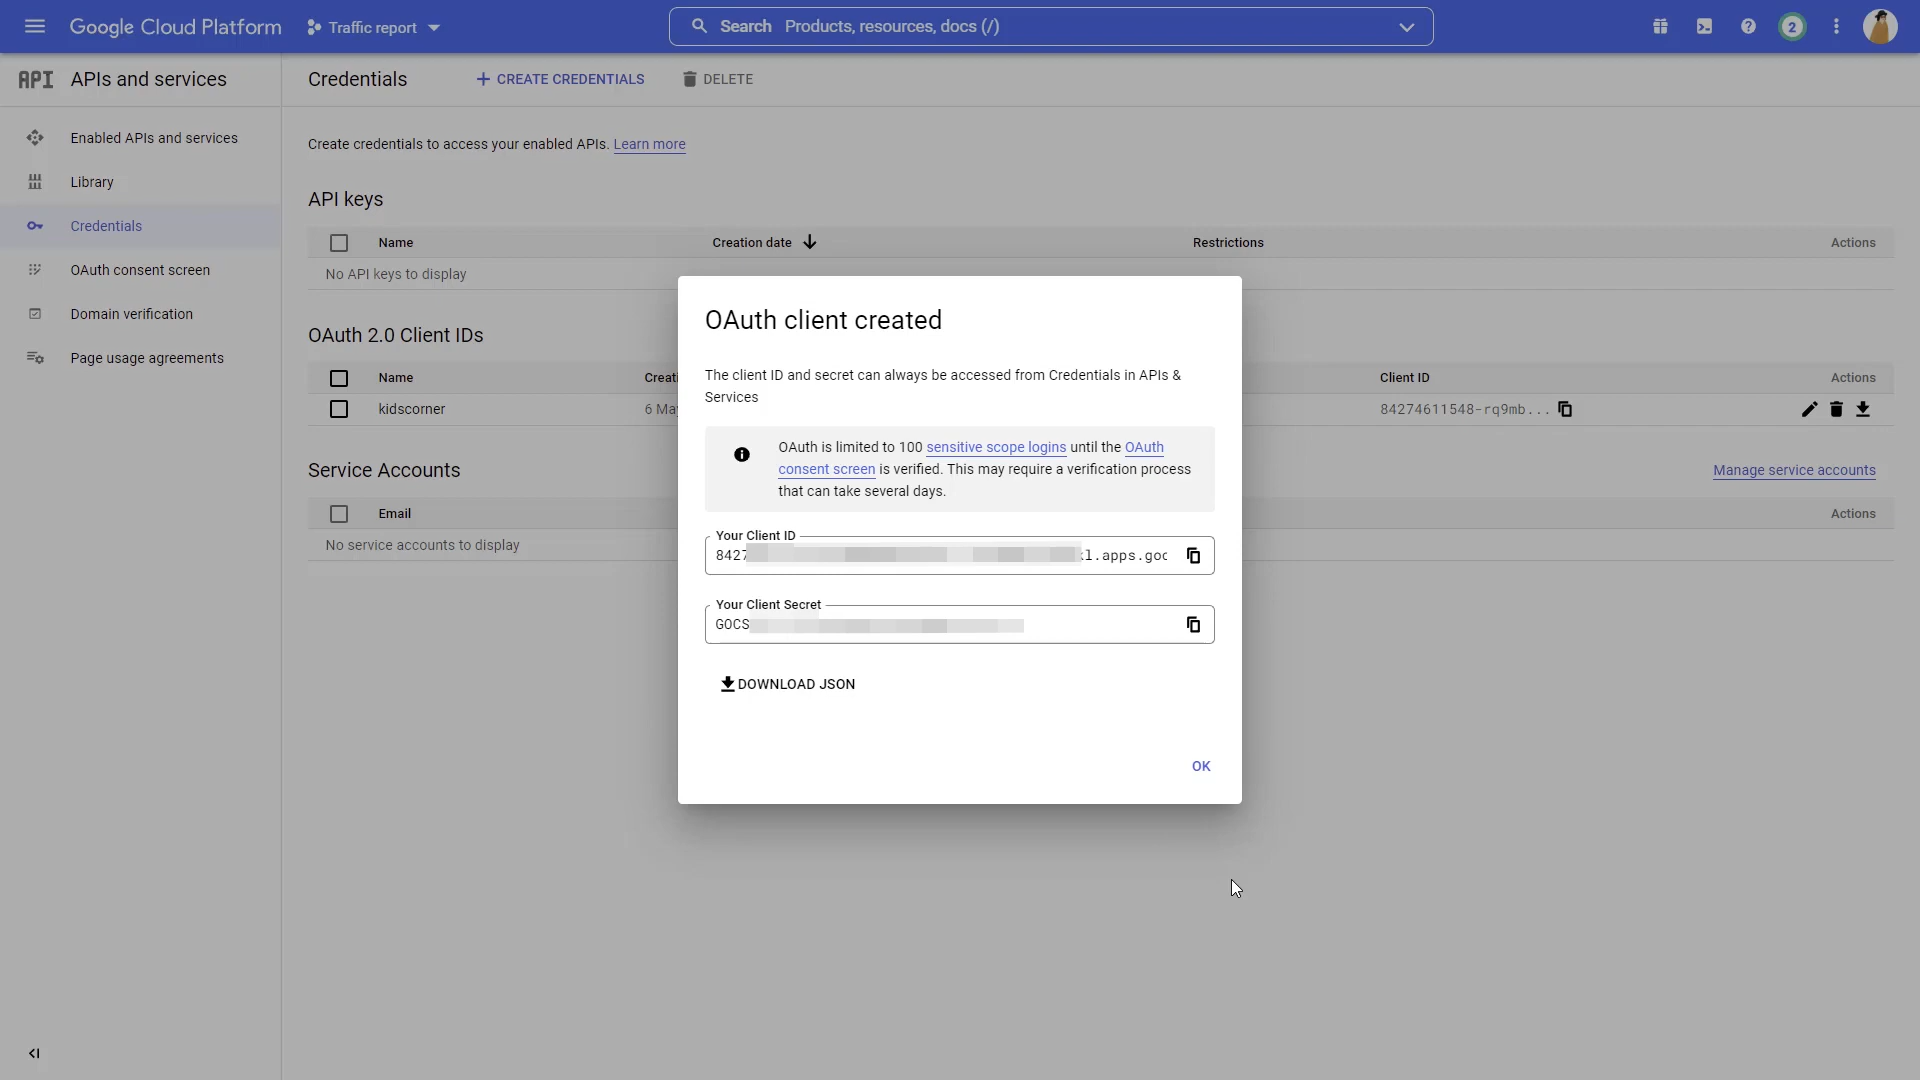 Google Cloud Platform
Traffic report
Search Products, resources, docs (/)
2
API APIs and services
Credentials
CREATE CREDENTIALS
DELETE
Enabled APIs and services
Library
Credentials
OAuth consent screen
Domain verification
Page usage agreements
Create credentials to access your enabled APIs. Learn more
API keys
Name Creation date Restrictions Actions
No API keys to display
OAuth 2.0 Client IDs
Name Creati Client ID Actions
kidscorner 6 May 84274611548-rq9mb...
Service Accounts
Manage service accounts
Email Actions
No service accounts to display
OAuth client created
The client ID and secret can always be accessed from Credentials in APIs &
Services
OAuth is limited to 100 sensitive scope logins until the OAuth
consent screen is verified. This may require a verification process
that can take several days.
Your Client ID
8427 l.apps.goo
Your Client Secret
GOCS
DOWNLOAD JSON
OK